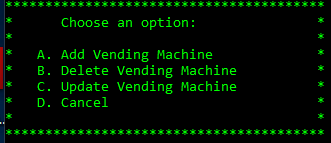 ****************************************
*      Choose an option:               *
*                                      *
*   A. Add Vending Machine             *
*   B. Delete Vending Machine          *
*   C. Update Vending Machine          *
*   D. Cancel                          *
*                                      *
****************************************